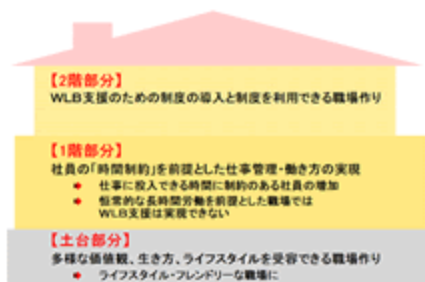 【2階部分】
WLB支援のための制度の導入と制度を利用できる職場作り
【1階部分】
社員の「時間制約」を前提とした仕事管理・働き方の実現
仕事に投入できる時間に制約のある社員の増加
恒常的な長時間労働を前提とした職場では
WLB支援は実現できない
【土台部分】
多様な価値観、生き方、ライフスタイルを受容できる職場作り
ライフスタイル・フレンドリーな職場に